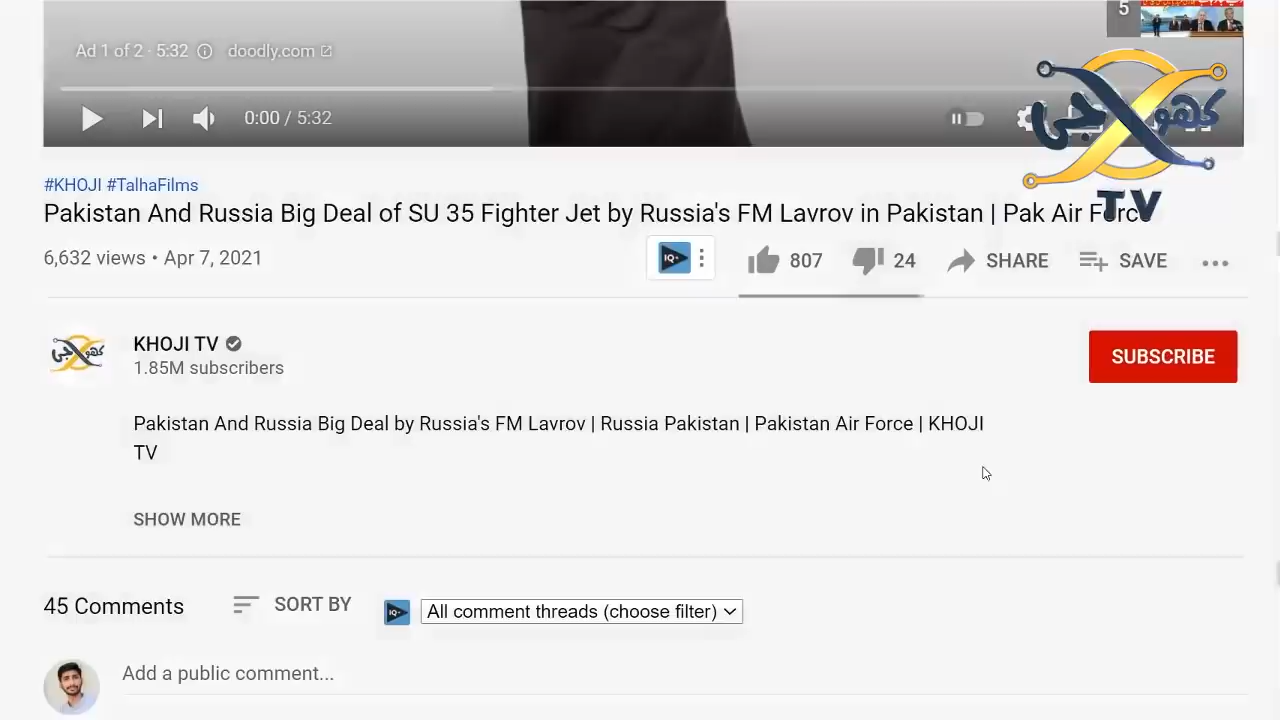 5
Ad 1 of 2 · 5:32 doodly.com
0:00 / 5:32
کھوجی
TV
#KHOJI #TalhaFilms
Pakistan And Russia Big Deal of SU 35 Fighter Jet by Russia's FM Lavrov in Pakistan | Pak Air Force
6,632 views • Apr 7, 2021
IQ
807
24
SHARE
SAVE
کھوجی
KHOJI TV
1.85M subscribers
SUBSCRIBE
Pakistan And Russia Big Deal by Russia's FM Lavrov | Russia Pakistan | Pakistan Air Force | KHOJI
TV
SHOW MORE
45 Comments SORT BY IQ All comment threads (choose filter)
Add a public comment...